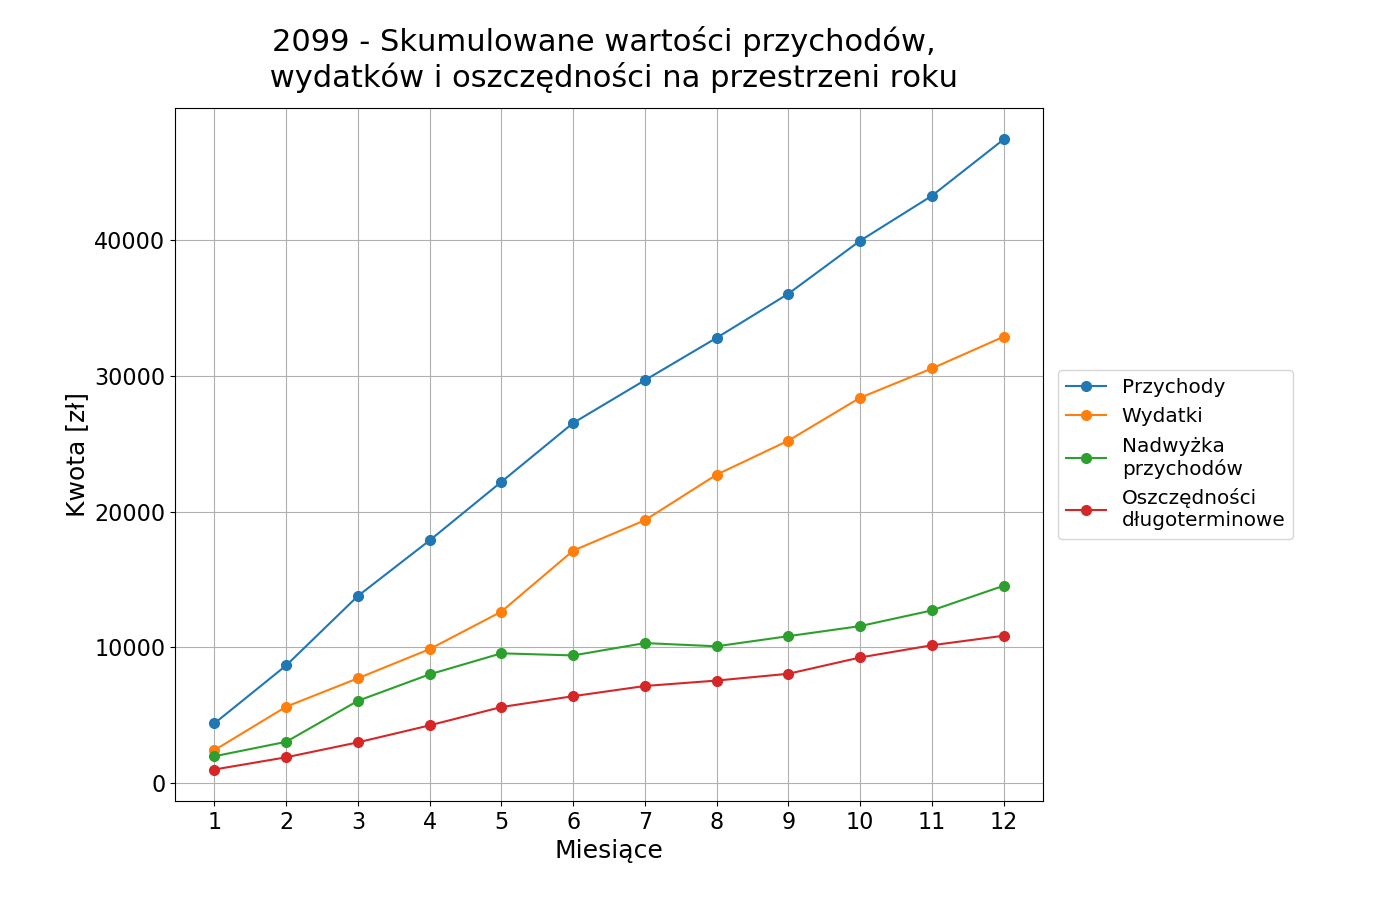 2099 - Skumulowane wartości przychodów,
wydatków i oszczędności na przestrzeni roku
Kwota [zł]
40000
30000
20000
10000
0
1 2 3 4 5 6 7 8 9 10 11 12
Miesiące
Przychody
Wydatki
Nadwyżka
przychodów
Oszczędności
długoterminowe